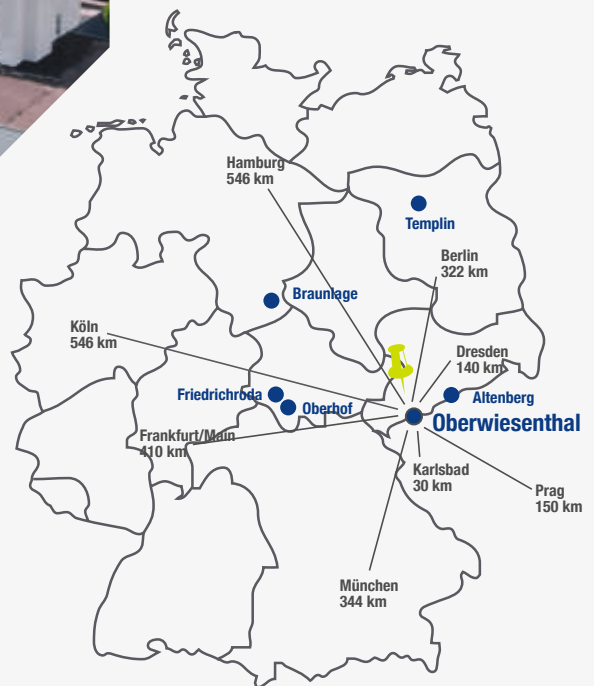 Hamburg
546 km
Templin
Berlin
322 km
Braunlage
Köln
546 km
Dresden
140 km
Friedrichroda
Oberhof
Altenberg
Oberwiesenthal
Frankfurt/Main
410 km
Karlsbad
30 km
Prag
150 km
München
344 km